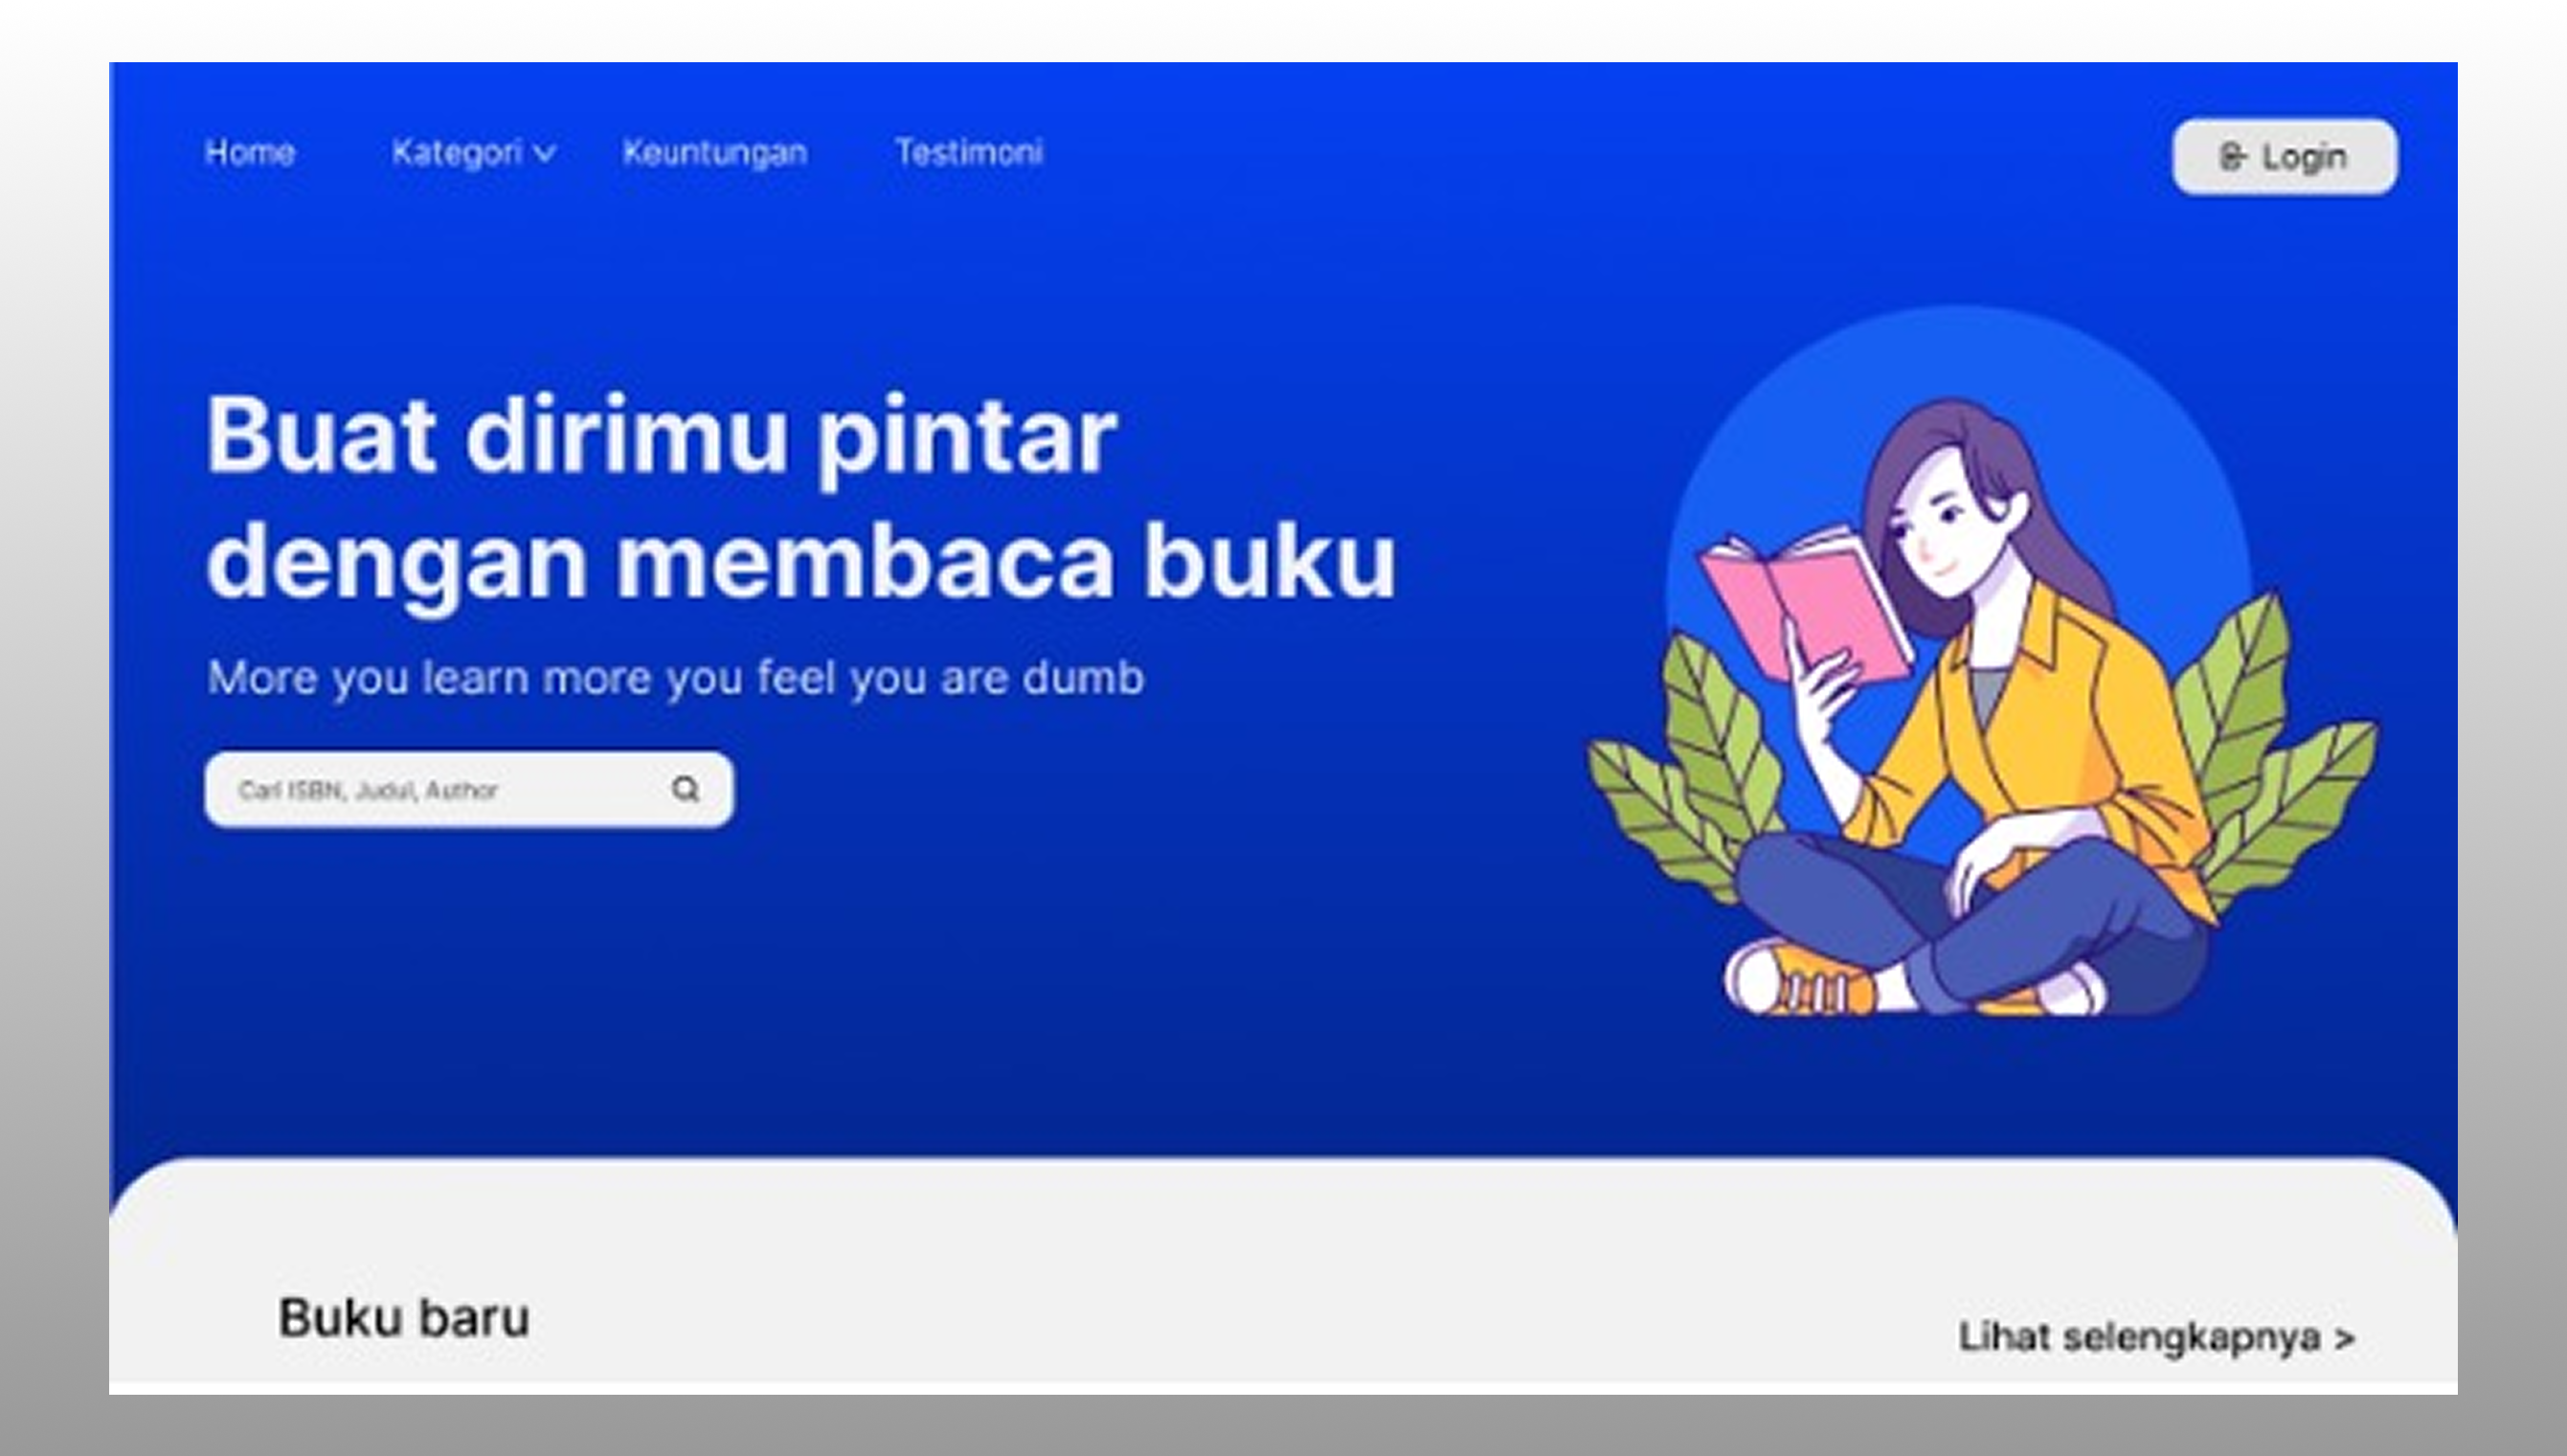 Home Kategori Keuntungan Testimoni Login
Buat dirimu pintar
dengan membaca buku
More you learn more you feel you are dumb
Cari ISBN, Judul, Author
Buku baru
Lihat selengkapnya >